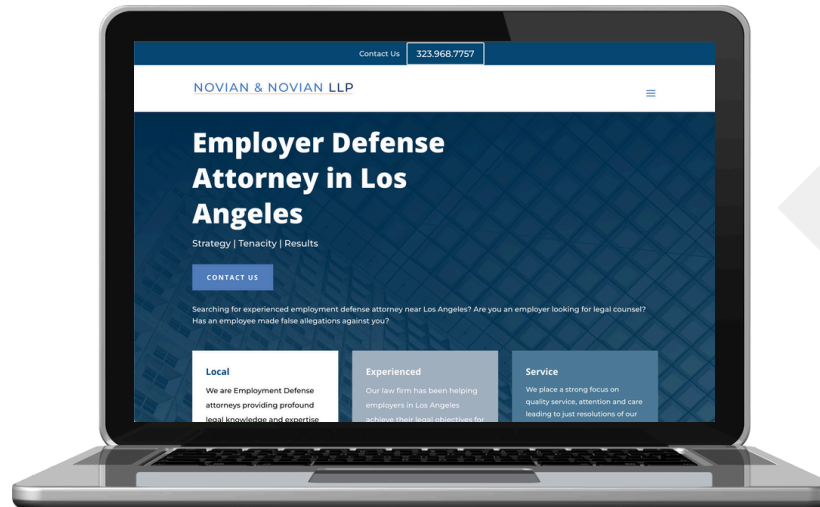 Contact Us 323.968.7757
NOVIAN & NOVIAN LLP
Employer Defense
Attorney in Los
Angeles
Strategy | Tenacity | Results
CONTACT US
Searching for experienced employment defense attorney near Los Angeles? Are you an employer looking for legal counsel?
Has an employee made false allegations against you?
Local
We are Employment Defense
attorneys providing profound
legal knowledge and expertise
Experienced
Our law firm has been helping
employers in Los Angeles
achieve their legal objectives for
Service
We place a strong focus on
quality service, attention and care
leading to just resolutions of our